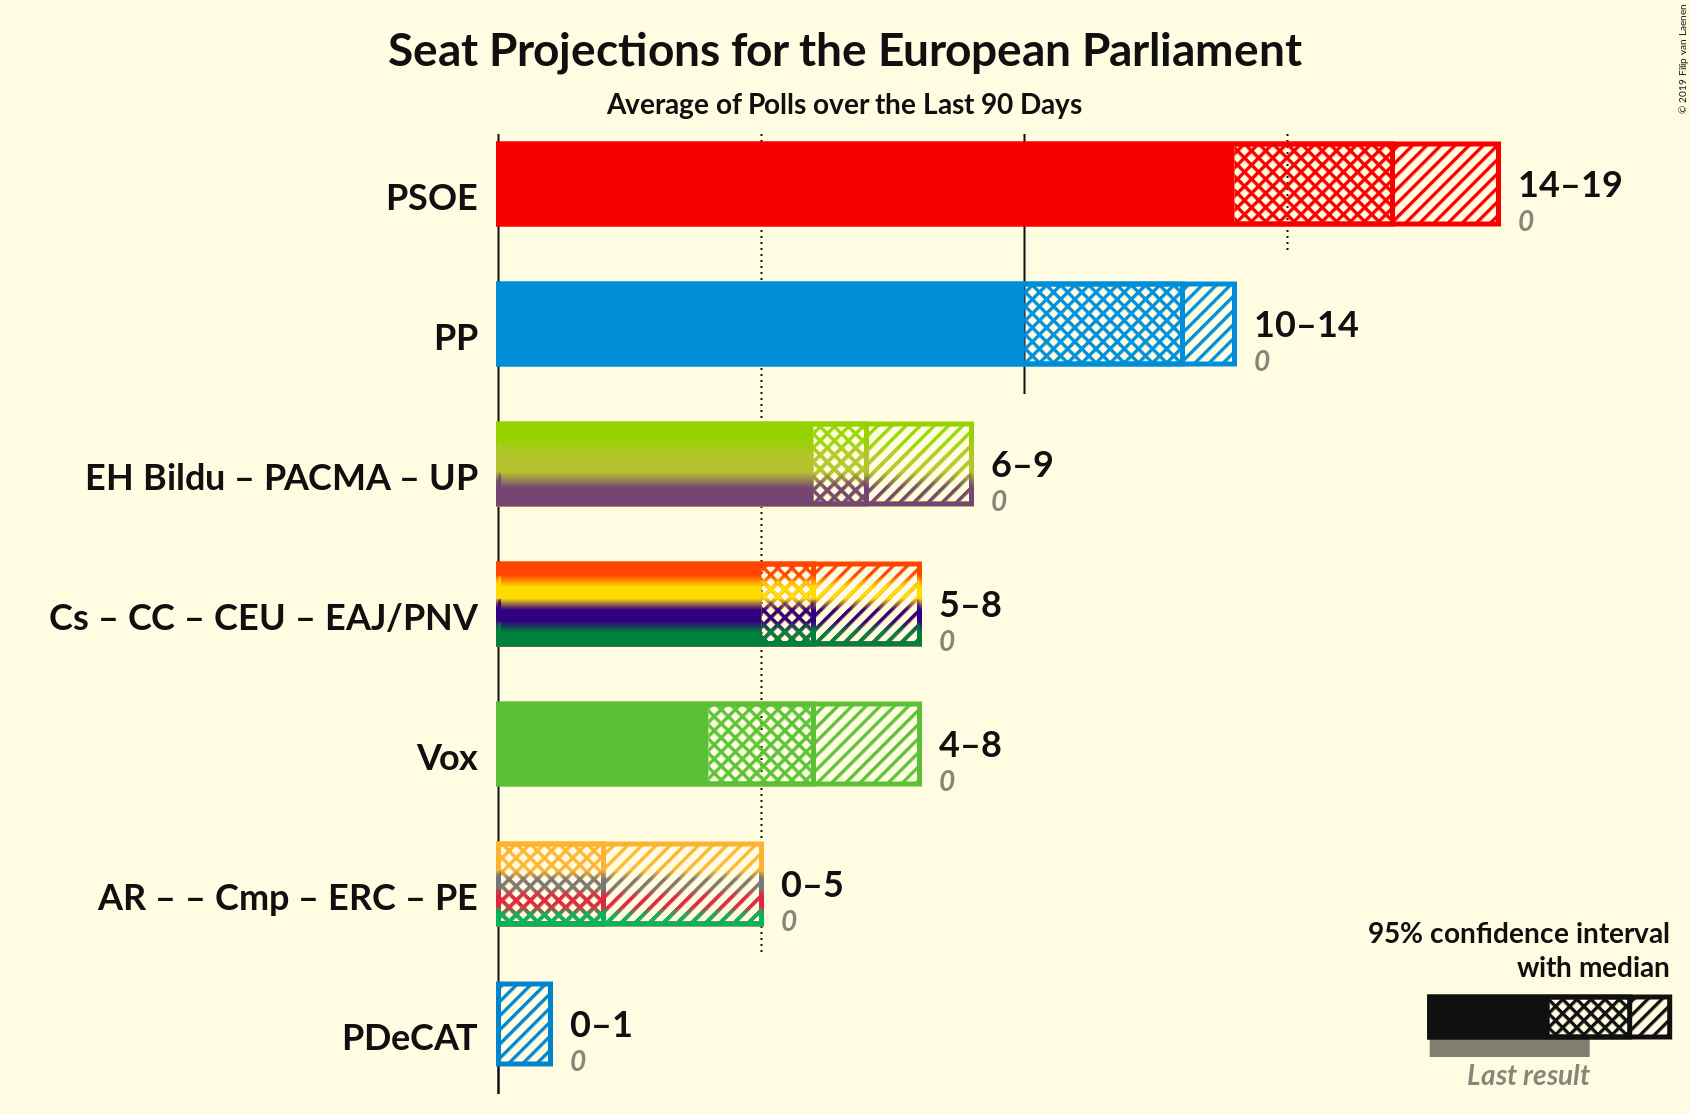 Seat Projections for the European Parliament
Average of Polls over the Last 90 Days
© 2019 Filip van Laenen
PSOE
14–19
0
PP
10–14
0
EH Bildu – PACMA – UP
6–9
0
Cs – CC – CEU – EAJ/PNV
5–8
0
Vox
4–8
0
AR – – Cmp – ERC – PE
0–5
0
PDeCAT
0–1
0
95% confidence interval
with median
Last result